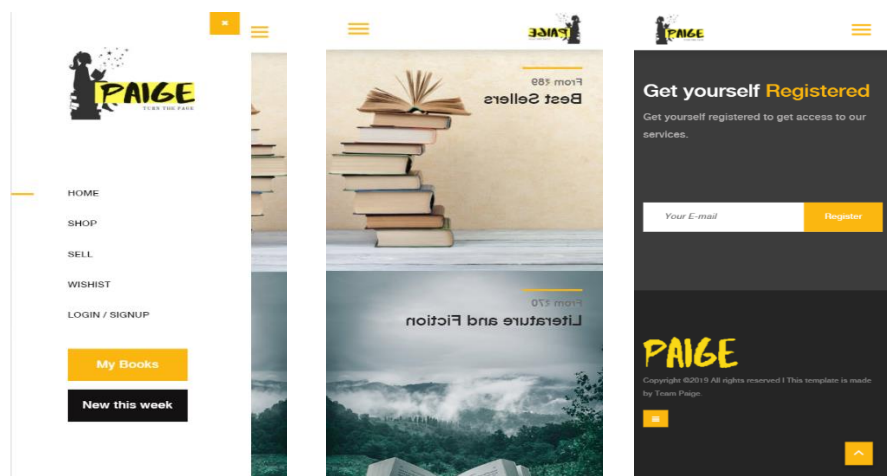 PAIGE
TURN THE PAGE
HOME
SHOP
SELL
WISHIST
LOGIN / SIGNUP
My Books
New this week
PAIGE
From ₹89
Best Sellers
From ₹70
Literature and Fiction
PAIGE
Get yourself Registered
Get yourself registered to get access to our
services.
Your E-mail
Register
PAIGE
Copyright ©2019 All rights reserved | This template is made
by Team Paige.